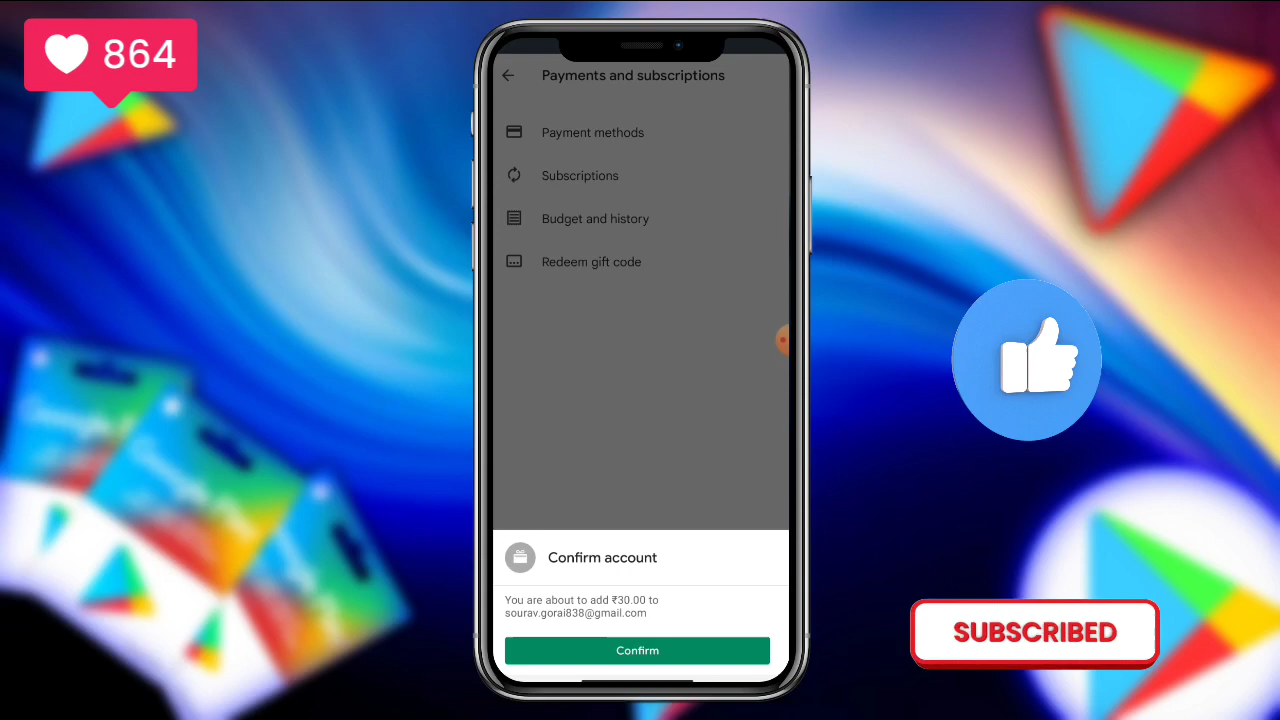 864
Payments and subscriptions
Payment methods
Subscriptions
Budget and history
Redeem gift code
Confirm account
You are about to add ₹30.00 to
sourav.gorai838@gmail.com
Confirm
SUBSCRIBED